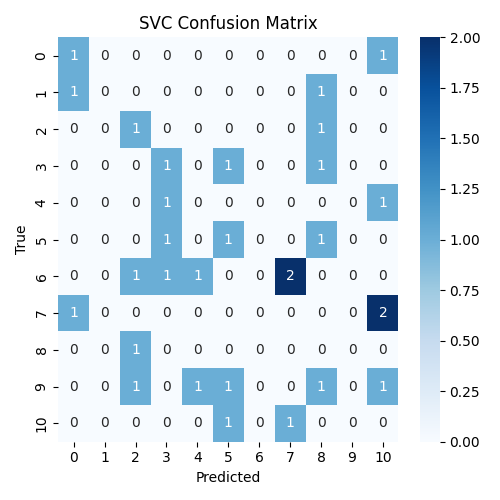 SVC Confusion Matrix
0 1 0 0 0 0 0 0 0 0 0 1
1 1 0 0 0 0 0 0 0 1 0 0
2 0 0 1 0 0 0 0 0 1 0 0
3 0 0 0 1 0 1 0 0 1 0 0
4 0 0 0 1 0 0 0 0 0 0 1
5 0 0 0 1 0 1 0 0 1 0 0
6 0 0 1 1 1 0 0 2 0 0 0
7 1 0 0 0 0 0 0 0 0 0 2
8 0 0 1 0 0 0 0 0 0 0 0
9 0 0 1 0 1 1 0 0 1 0 1
10 0 0 0 0 0 1 0 1 0 0 0
0 1 2 3 4 5 6 7 8 9 10
Predicted
True
2.00
1.75
1.50
1.25
1.00
0.75
0.50
0.25
0.00